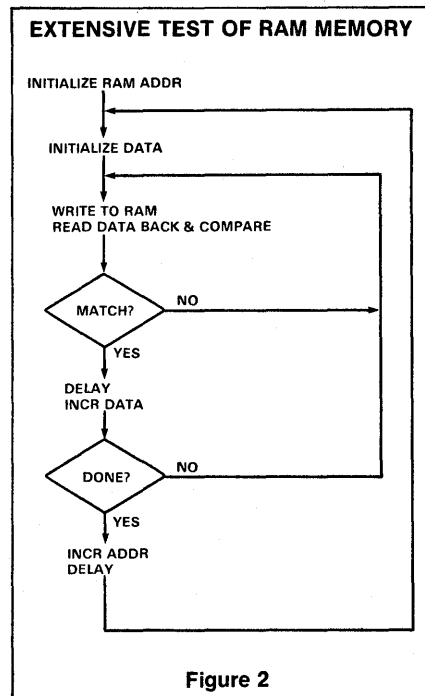 EXTENSIVE TEST OF RAM MEMORY
INITIALIZE RAM ADDR
INITIALIZE DATA
WRITE TO RAM
READ DATA BACK & COMPARE
MATCH?
NO
YES
DELAY
INCR DATA
DONE?
NO
YES
INCR ADDR
DELAY
Figure 2